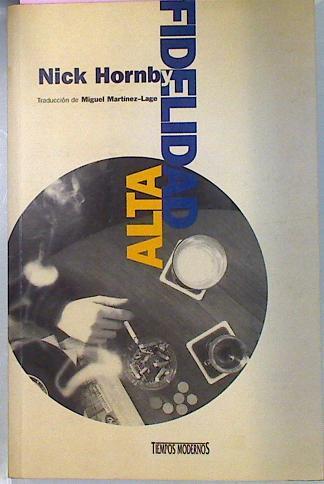 Nick Hornby
Traducción de Miguel Martínez-Lage
ALTA
FIDELIDAD
TIEMPOS MODERNOS